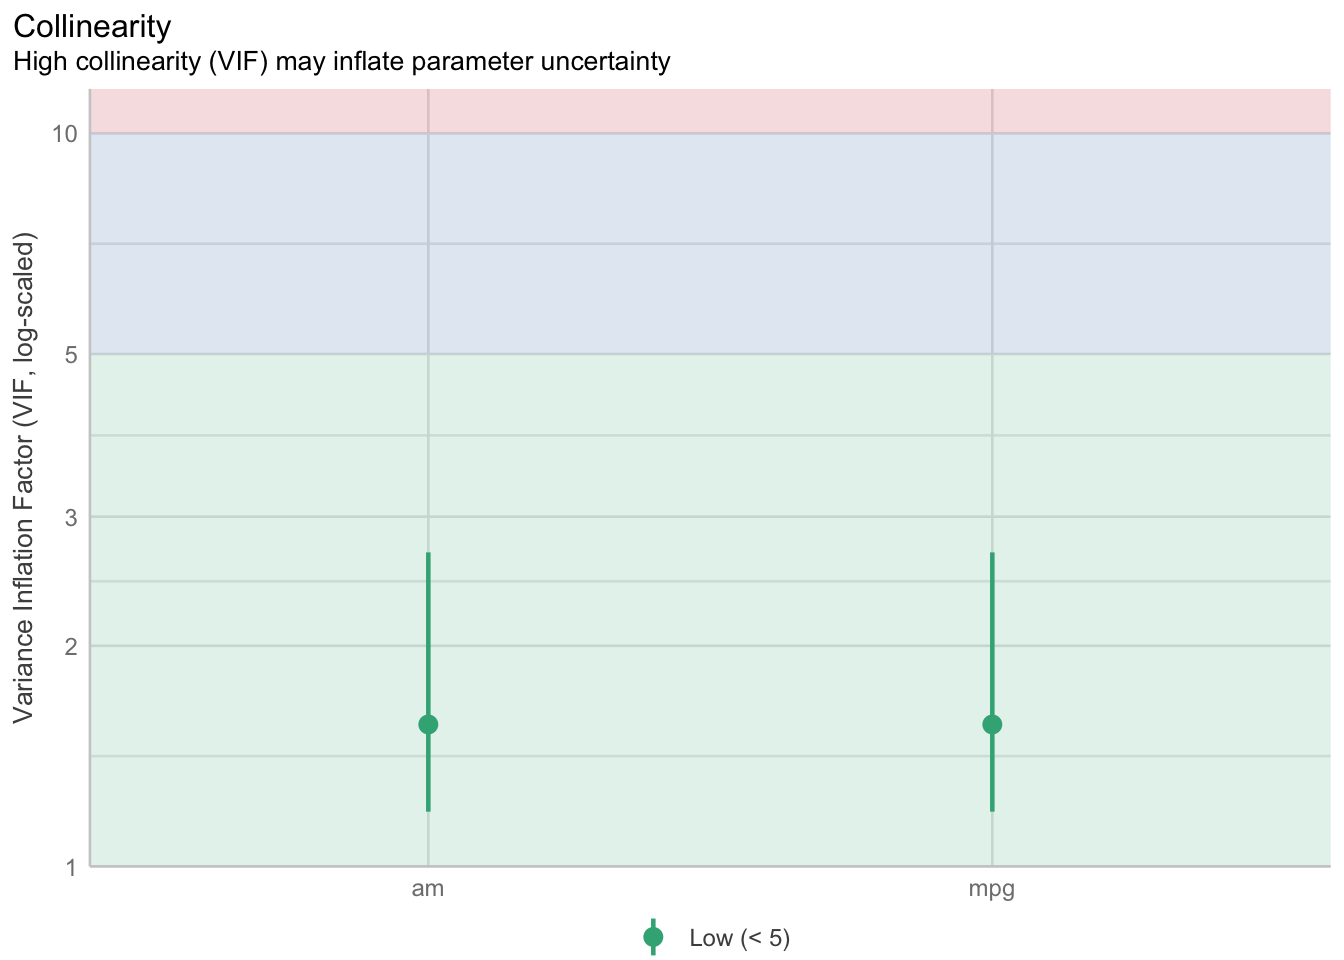 Collinearity
High collinearity (VIF) may inflate parameter uncertainty
Variance Inflation Factor (VIF, log-scaled)
10
5
3
2
1
am
mpg
Low (< 5)